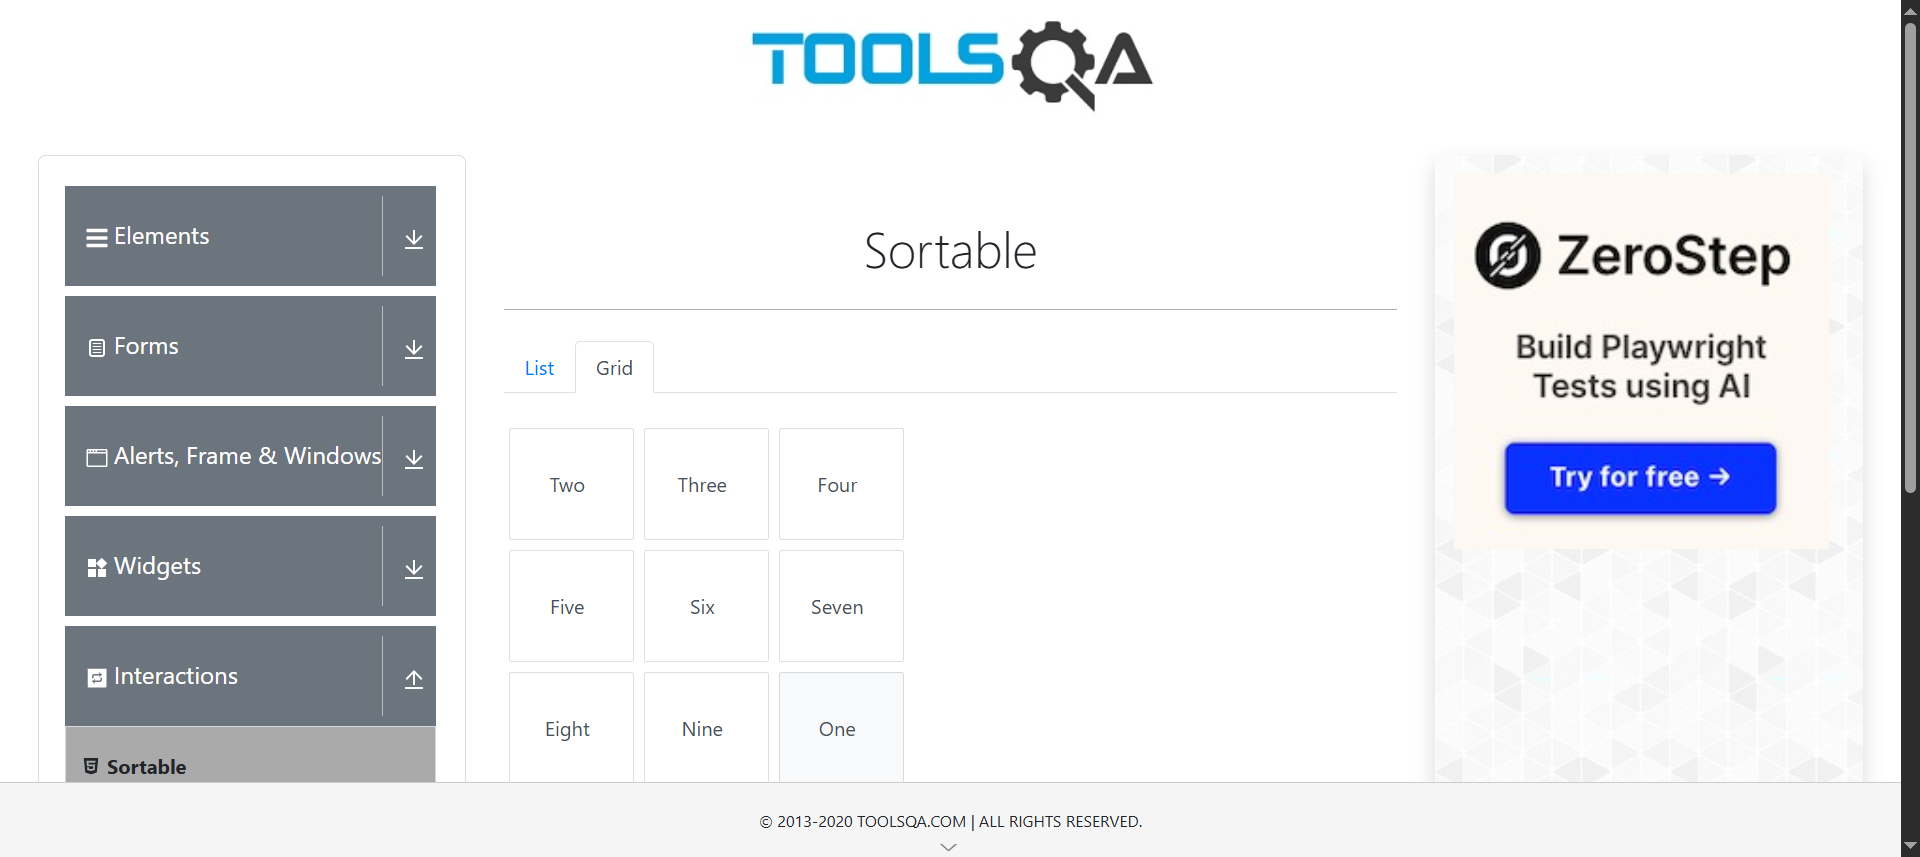 TOOLSQA
Elements
Forms
Alerts, Frame & Windows
Widgets
Interactions
Sortable
Sortable
List
Grid
Two
Three
Four
Five
Six
Seven
Eight
Nine
One
ZeroStep
Build Playwright
Tests using AI
Try for free →
© 2013-2020 TOOLSQA.COM | ALL RIGHTS RESERVED.